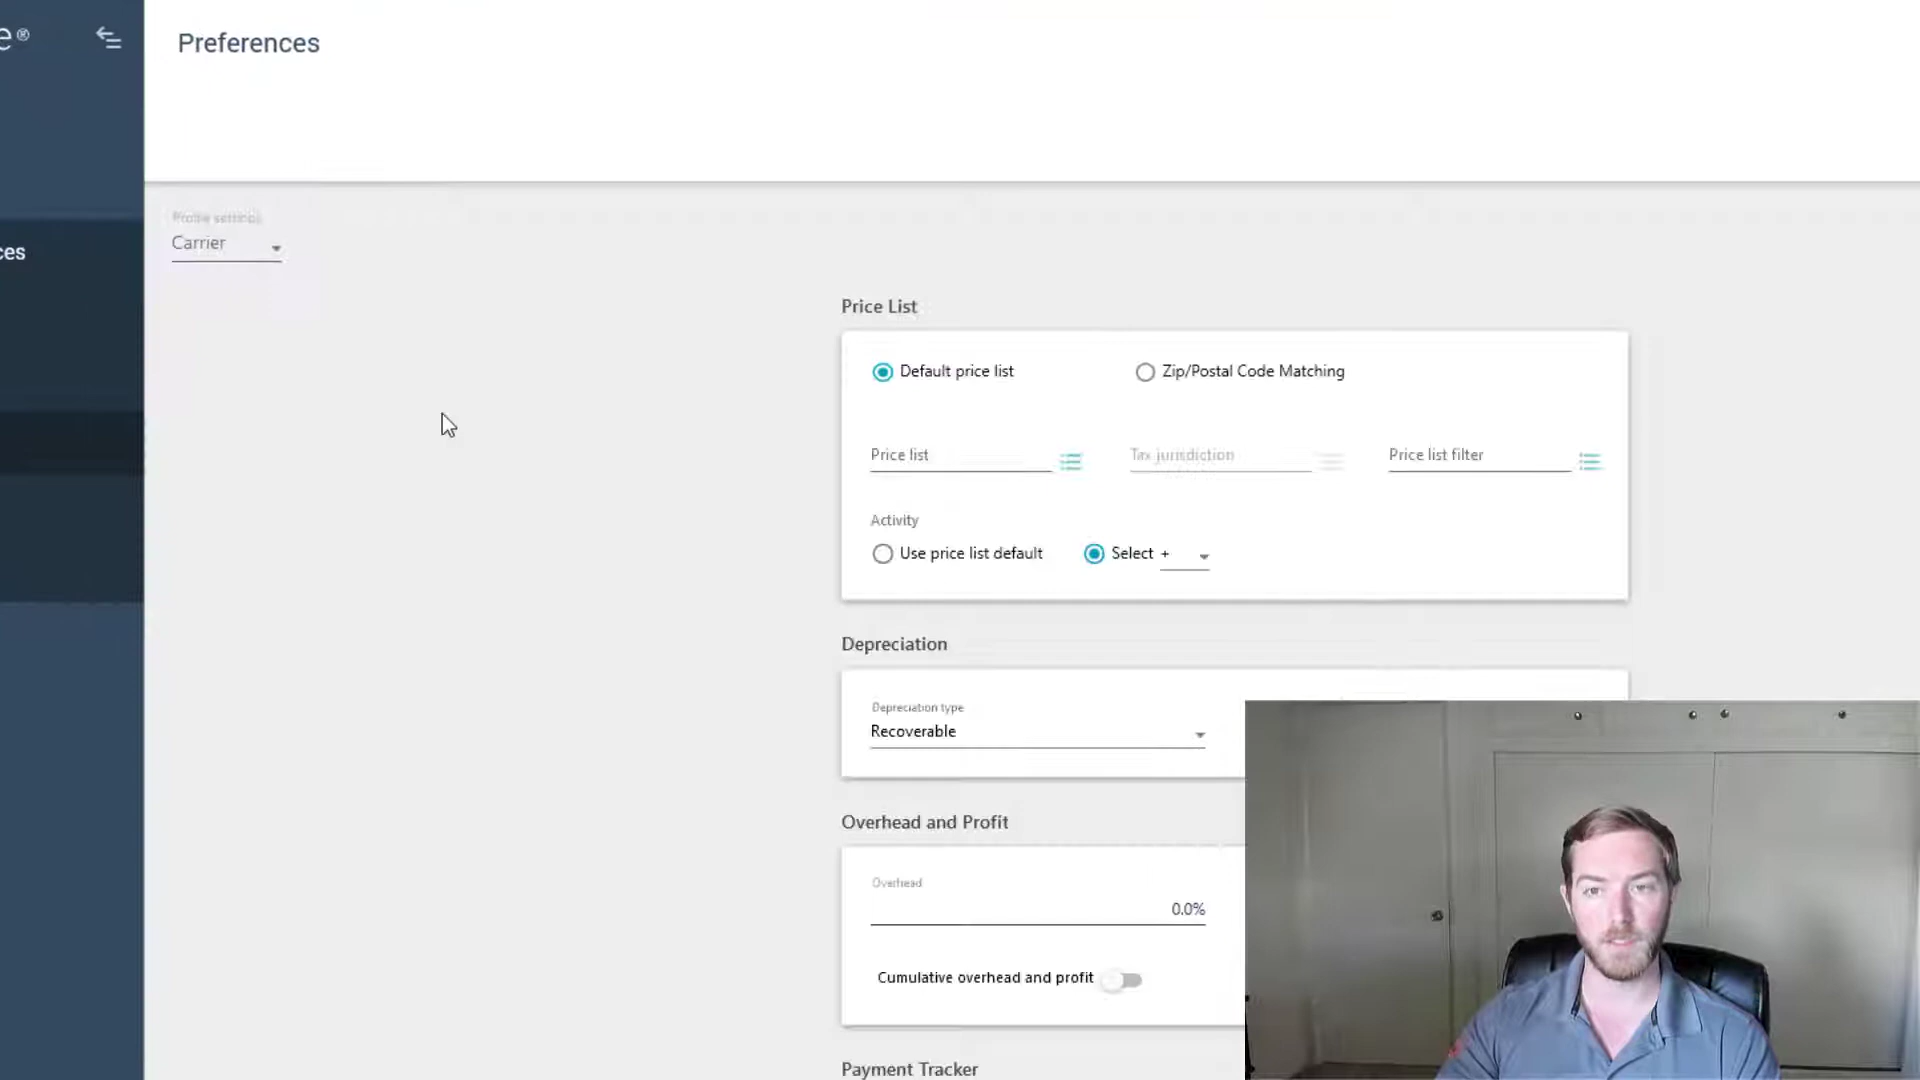 e®
Preferences
ces
Profile settings
Carrier
Price List
Default price list
Zip/Postal Code Matching
Price list
Tax jurisdiction
Price list filter
Activity
Use price list default
Select +
Depreciation
Depreciation type
Recoverable
Overhead and Profit
Overhead
0.0%
Cumulative overhead and profit
Payment Tracker